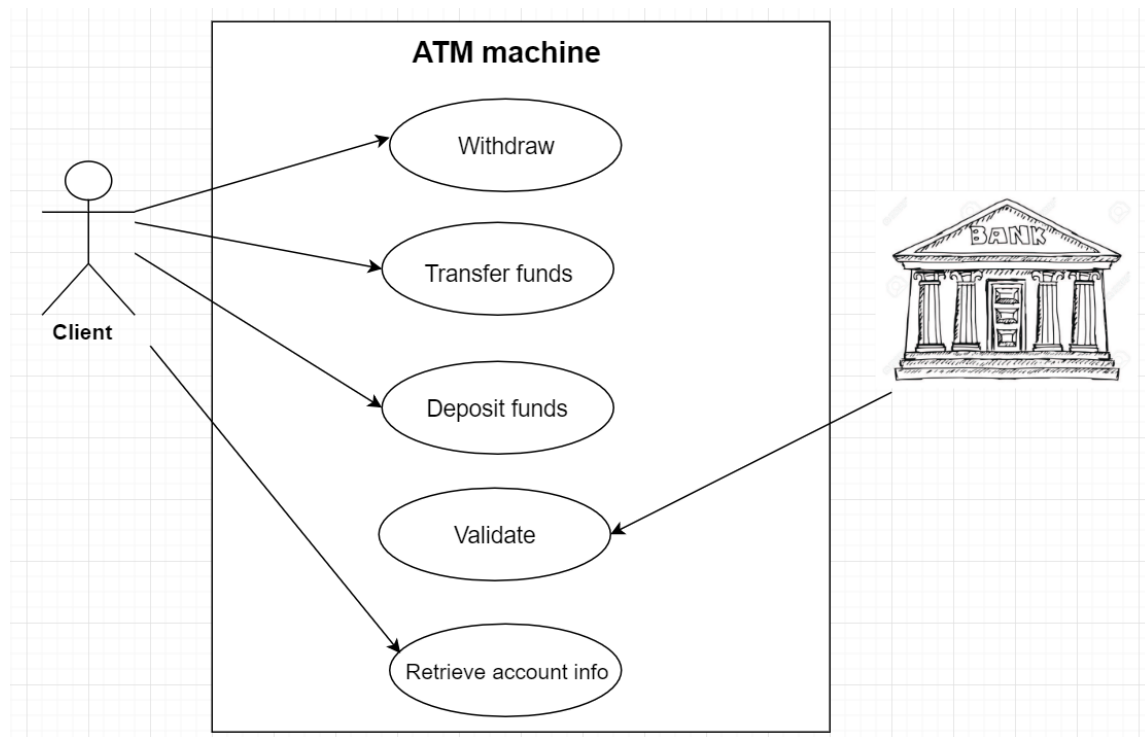 ATM machine
Withdraw
Transfer funds
Deposit funds
Validate
Retrieve account info
Client
BANK